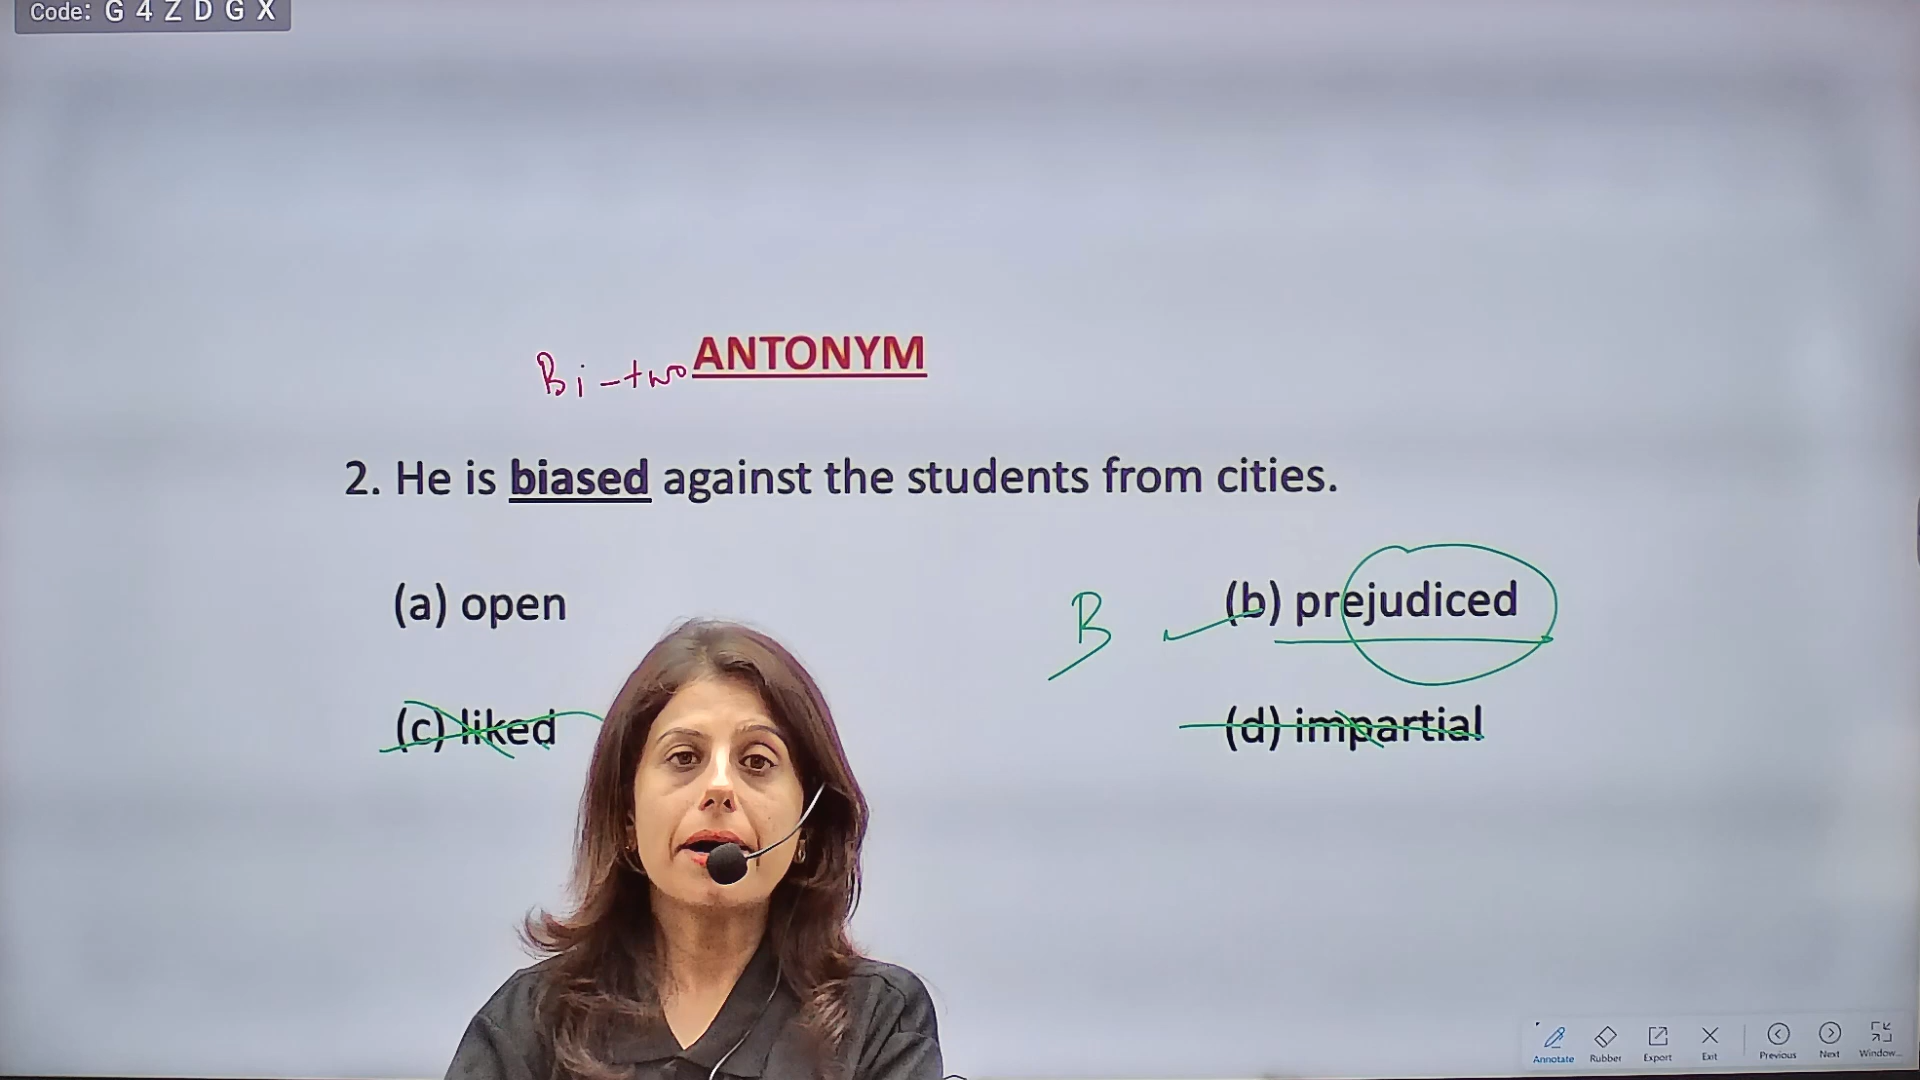 Code: G 4 Z D G X
Bi - two ANTONYM
2. He is biased against the students from cities.
(a) open
B (b) prejudiced
(c) liked
(d) impartial
Annotate Rubber Export Exit Previous Next Window...